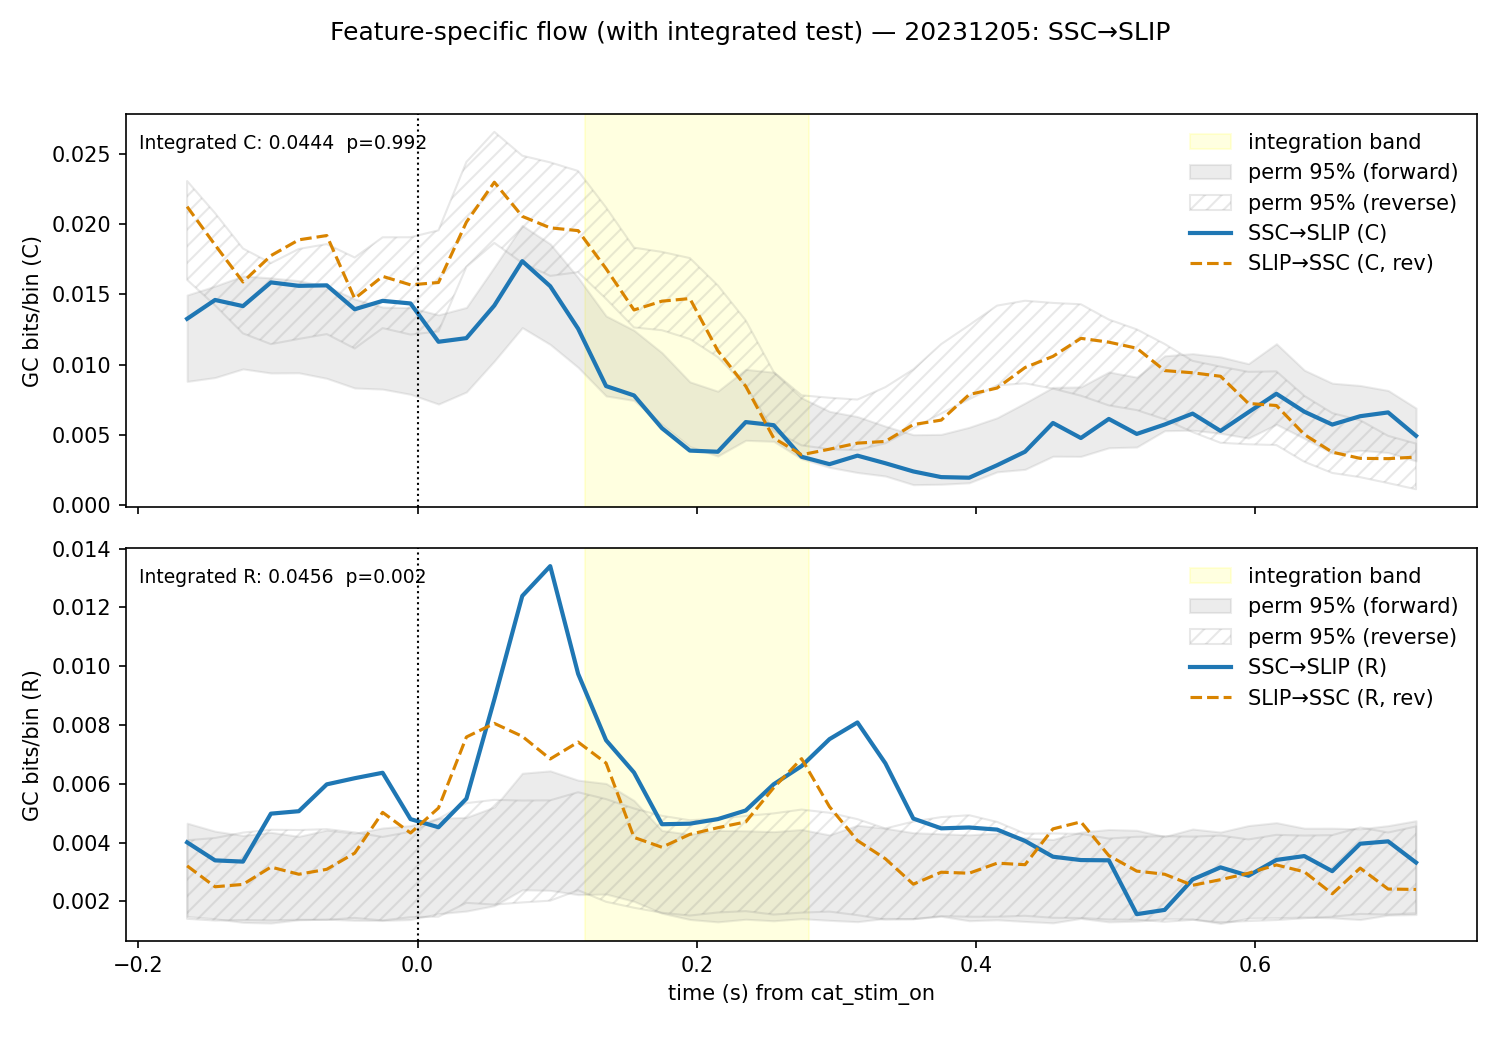 Feature-specific flow (with integrated test) — 20231205: SSC→SLIP
Integrated C: 0.0444  p=0.992
integration band
perm 95% (forward)
perm 95% (reverse)
SSC→SLIP (C)
SLIP→SSC (C, rev)
GC bits/bin (C)
0.025
0.020
0.015
0.010
0.005
0.000
Integrated R: 0.0456  p=0.002
integration band
perm 95% (forward)
perm 95% (reverse)
SSC→SLIP (R)
SLIP→SSC (R, rev)
GC bits/bin (R)
0.014
0.012
0.010
0.008
0.006
0.004
0.002
−0.2
0.0
0.2
0.4
0.6
time (s) from cat_stim_on